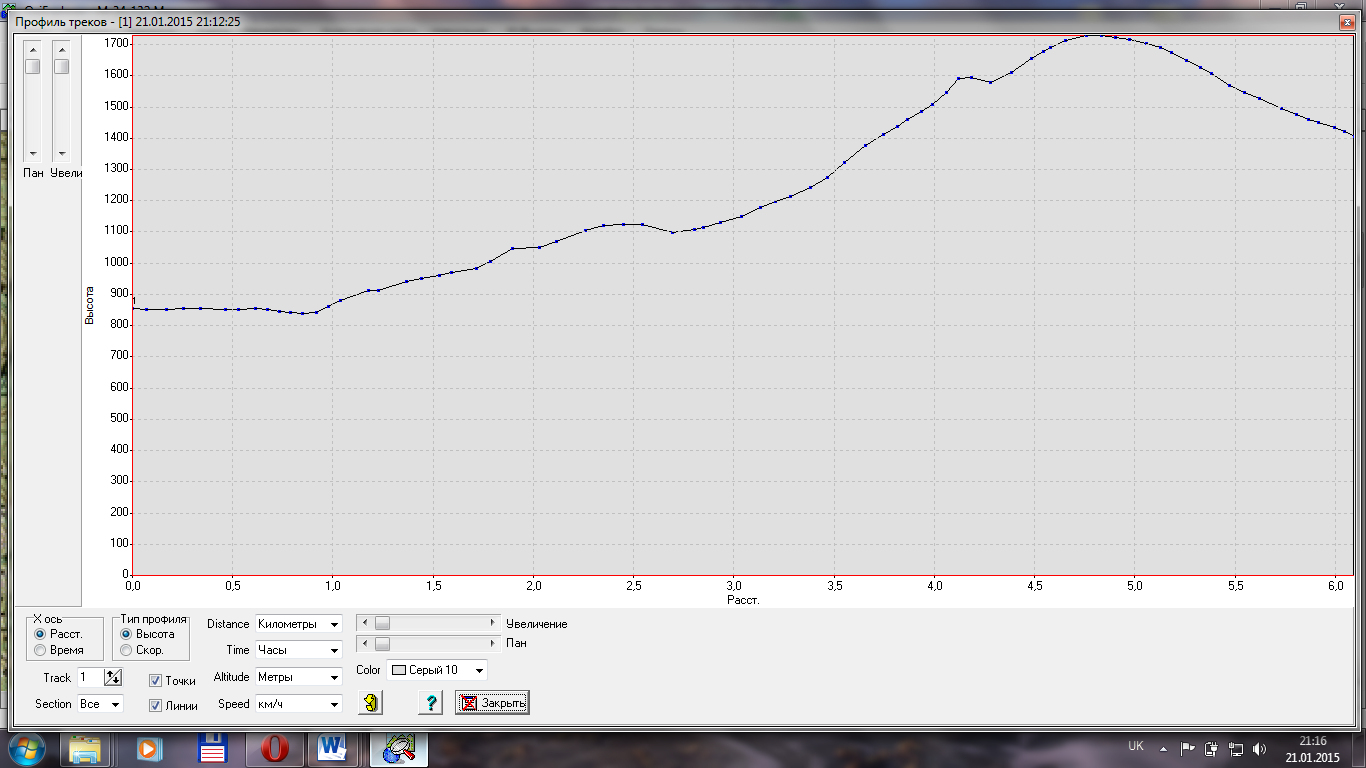 Профиль треков - [1] 21.01.2015 21:12:25
Пан Увели
Высота
1700
1600
1500
1400
1300
1200
1100
1000
900
800
700
600
500
400
300
200
100
0
1
0,0 0,5 1,0 1,5 2,0 2,5 3,0 3,5 4,0 4,5 5,0 5,5 6,0
Расст.
X ось
Расст.
Время
Тип профиля
Высота
Скор.
Distance Километры
Time Часы
Altitude Метры
Speed км/ч
Увеличение
Пан
Color Серый 10
Track 1
Section Все
Точки
Линии
? Закрыть
UK
21:16
21.01.2015